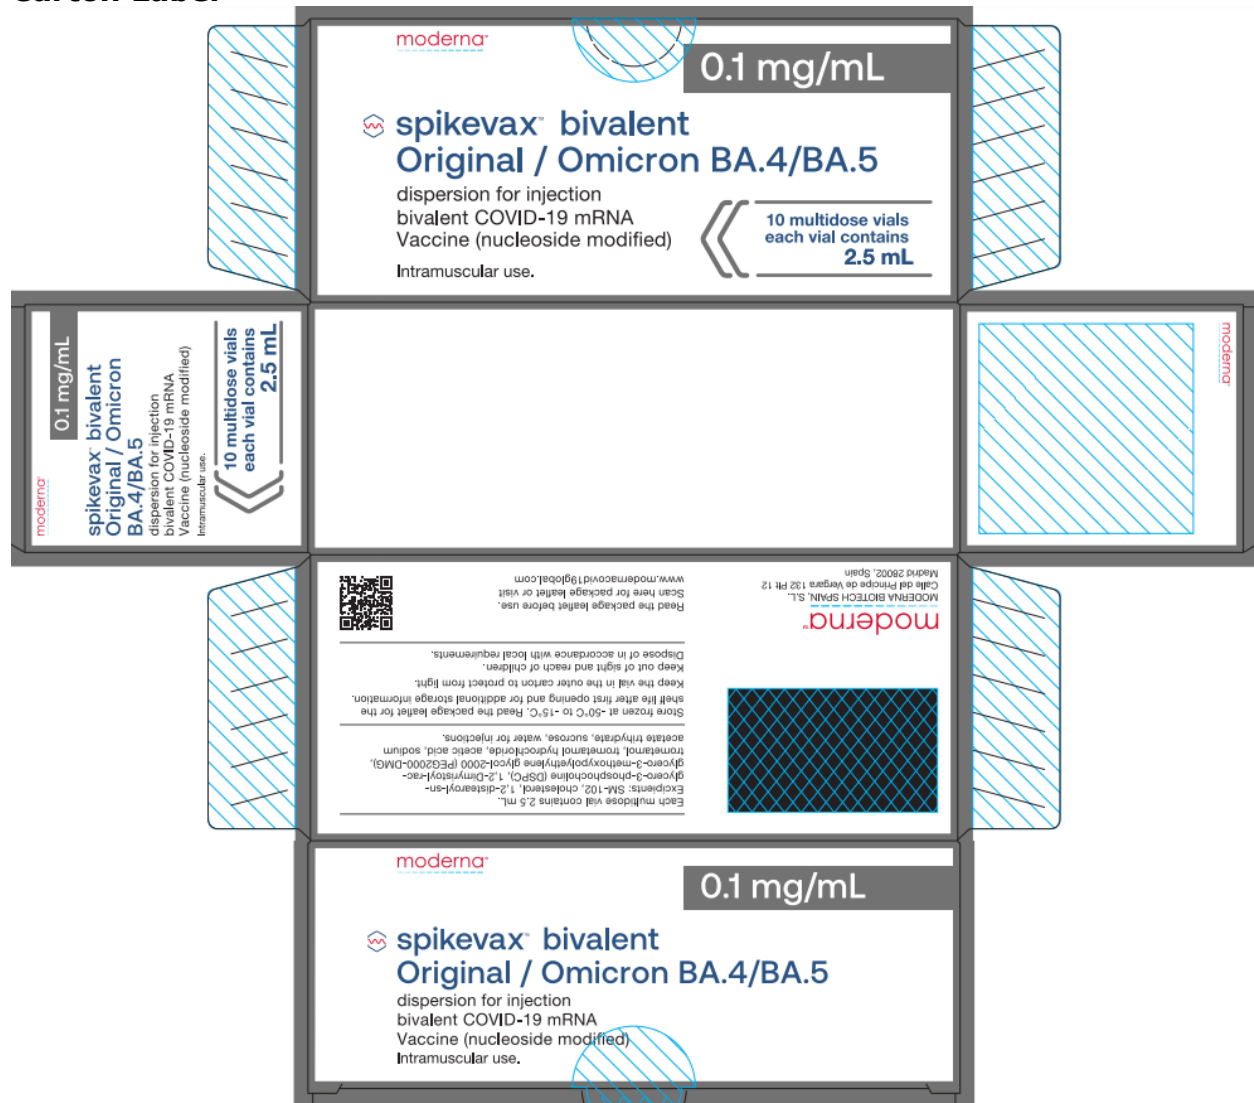 Carton Label
moderna™
0.1 mg/mL
spikevax™ bivalent
Original / Omicron BA.4/BA.5
dispersion for injection
bivalent COVID-19 mRNA
Vaccine (nucleoside modified)
Intramuscular use.
10 multidose vials
each vial contains
2.5 mL
moderna
0.1 mg/mL
spikevax™ bivalent
Original / Omicron
BA.4/BA.5
dispersion for injection
bivalent COVID-19 mRNA
Vaccine (nucleoside modified)
Intramuscular use.
10 multidose vials
each vial contains
2.5 mL
moderna
Each multidose vial contains 2.5 mL.
Excipients: SM-102, cholesterol, 1,2-distearoyl-sn-
glycero-3-phosphocholine (DSPC), 1,2-Dimyristoyl-rac-
glycero-3-methoxypolyethylene glycol-2000 (PEG2000-DMG),
trometamol, trometamol hydrochloride, acetic acid, sodium
acetate trihydrate, sucrose, water for injections.
Store frozen at -50°C to -15°C. Read the package leaflet for the
shelf life after first opening and for additional storage information.
Keep the vial in the outer carton to protect from light.
Keep out of sight and reach of children.
Dispose of in accordance with local requirements.
Read the package leaflet before use.
Scan here for package leaflet or visit
www.modernacovid19global.com
moderna™
MODERNA BIOTECH SPAIN, S.L.
Calle del Príncipe de Vergara 132 Plt 12
Madrid 28002, Spain
moderna™
0.1 mg/mL
spikevax™ bivalent
Original / Omicron BA.4/BA.5
dispersion for injection
bivalent COVID-19 mRNA
Vaccine (nucleoside modified)
Intramuscular use.